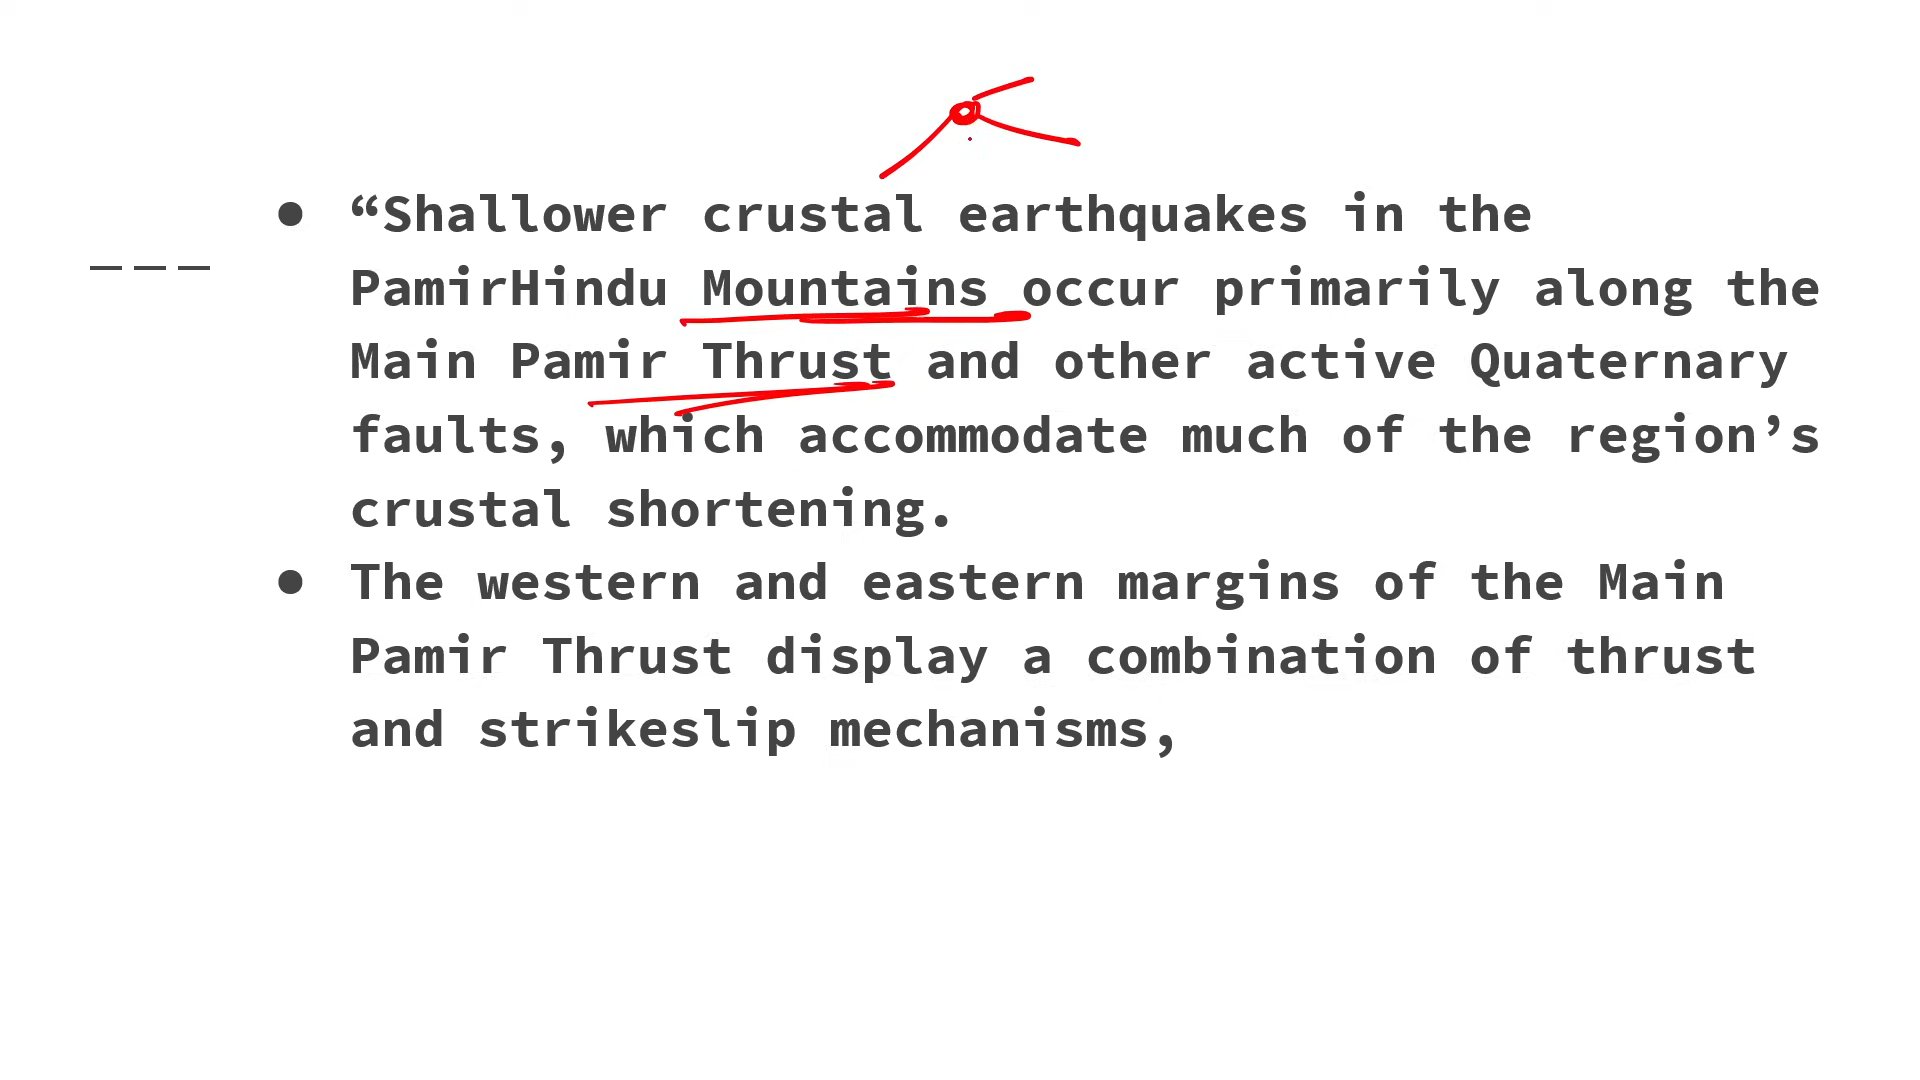 ● “Shallower crustal earthquakes in the
PamirHindu Mountains occur primarily along the
Main Pamir Thrust and other active Quaternary
faults, which accommodate much of the region’s
crustal shortening.
● The western and eastern margins of the Main
Pamir Thrust display a combination of thrust
and strikeslip mechanisms,